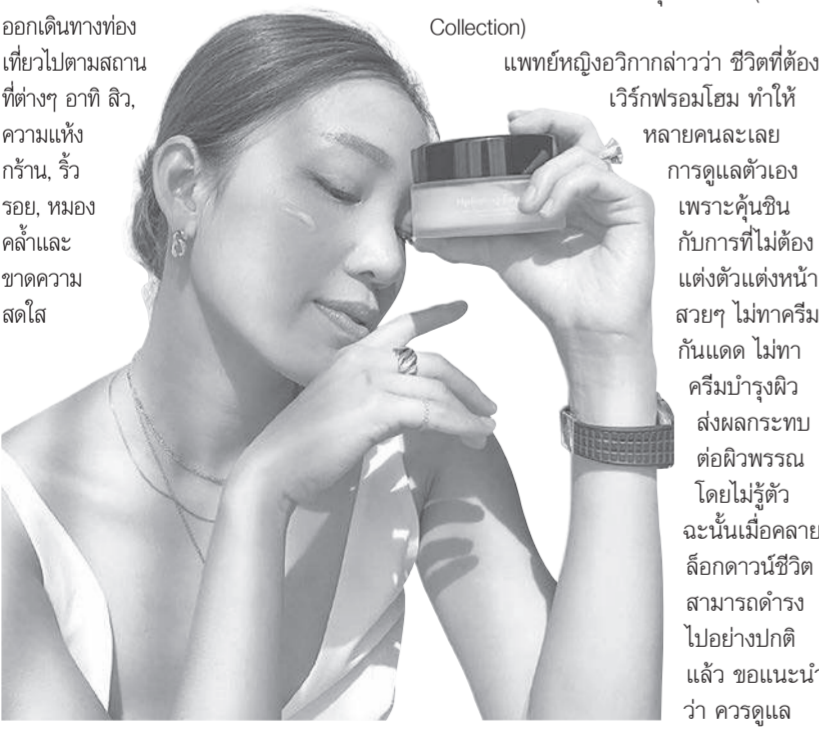 ออกเดินทางท่อง
เที่ยวไปตามสถาน
ที่ต่างๆ อาทิ สิว,
ความแห้ง
กร้าน, ริ้ว
รอย, หมอง
คล้ำและ
ขาดความ
สดใส
Collection)
แพทย์หญิงอวิกากล่าวว่า ชีวิตที่ต้อง
เวิร์กฟรอมโฮม ทำให้
หลายคนละเลย
การดูแลตัวเอง
เพราะคุ้นชิน
กับการที่ไม่ต้อง
แต่งตัวแต่งหน้า
สวยๆ ไม่ทาครีม
กันแดด ไม่ทา
ครีมบำรุงผิว
ส่งผลกระทบ
ต่อผิวพรรณ
โดยไม่รู้ตัว
ฉะนั้นเมื่อคลาย
ล็อกดาวน์ชีวิต
สามารถดำรง
ไปอย่างปกติ
แล้ว ขอแนะนำ
ว่า ควรดูแล